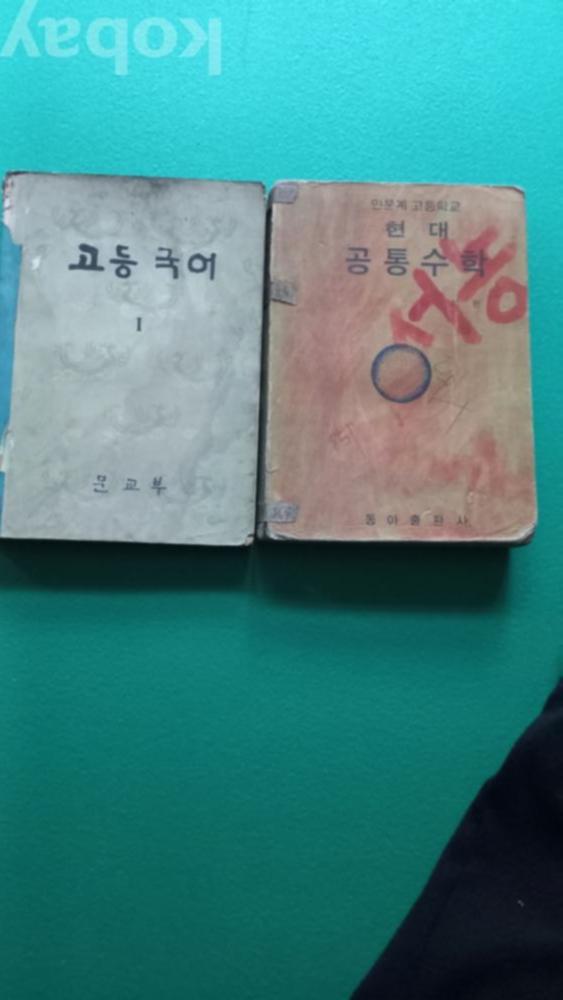 kobay
고등국어
I
문교부
인문계 고등학교
현대
공통수학
동아출판사